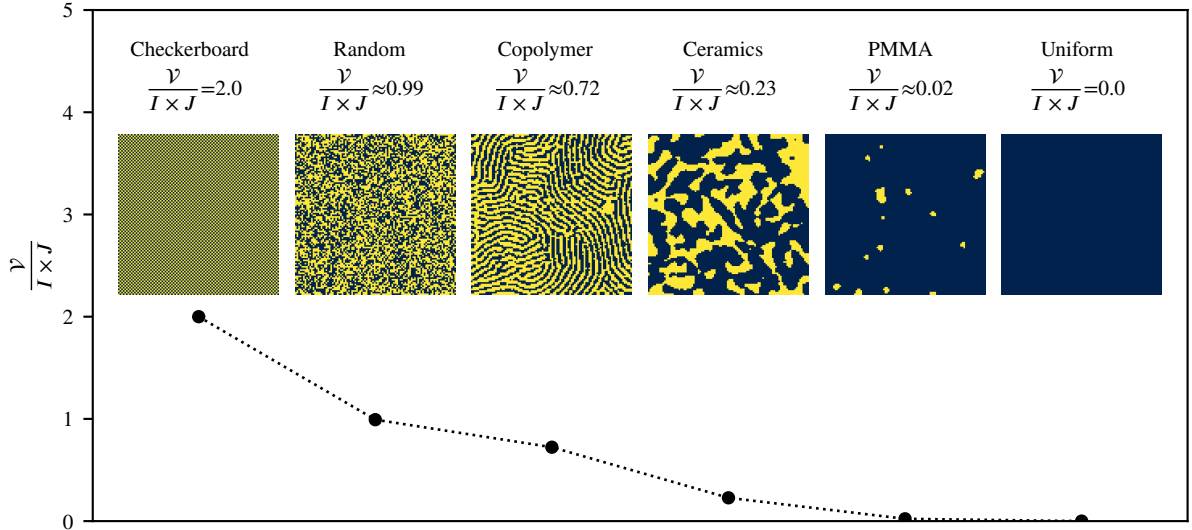 5
Checkerboard Random Copolymer Ceramics PMMA Uniform
𝒱 𝒱 𝒱 𝒱 𝒱 𝒱
=2.0 ≈0.99 ≈0.72 ≈0.23 ≈0.02 =0.0
I × J I × J I × J I × J I × J I × J
4
3
𝒱
I × J
2
1
0